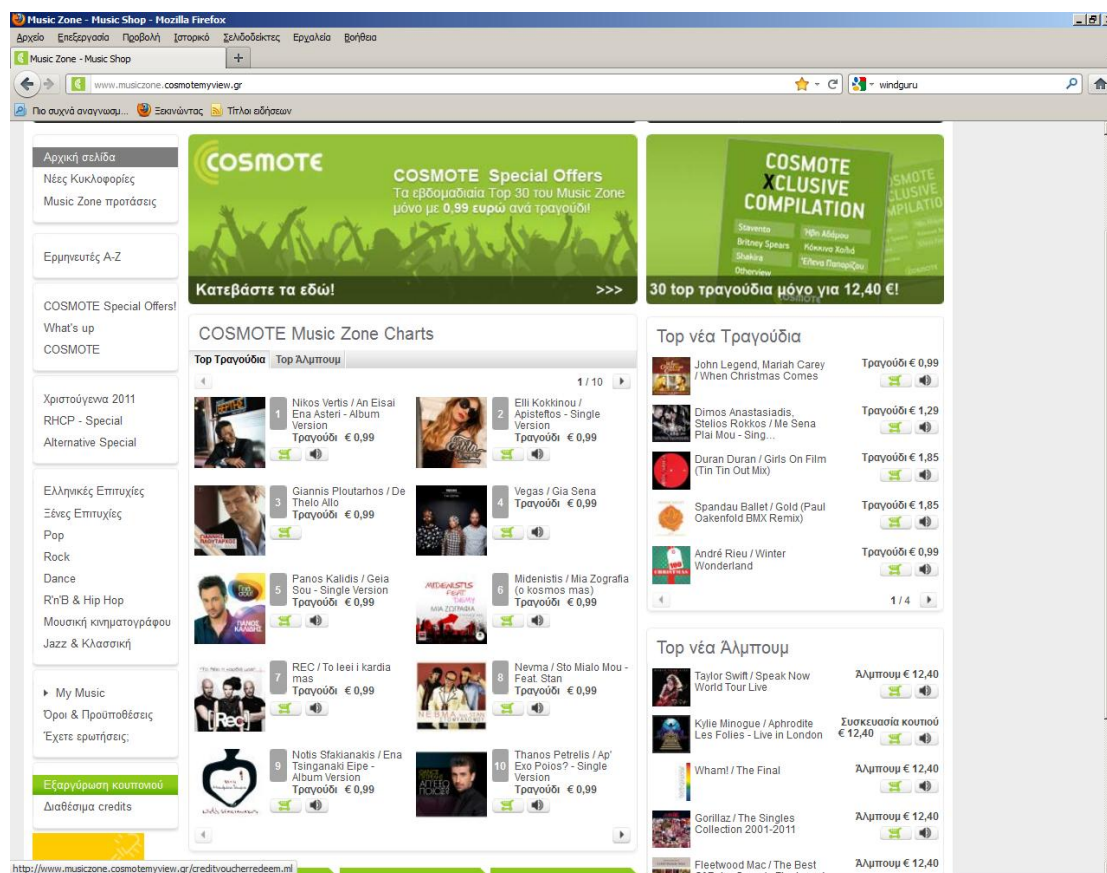 Music Zone - Music Shop - Mozilla Firefox
Αρχείο Επεξεργασία Προβολή Ιστορικό Σελιδοδείκτες Εργαλεία Βοήθεια
Music Zone - Music Shop
www.musiczone.cosmotemyview.gr
windguru
Πιο συχνά αναγνωσμ... Ξεκινώντας Τίτλοι ειδήσεων
Αρχική σελίδα
Νέες Κυκλοφορίες
Music Zone προτάσεις
Ερμηνευτές A-Z
COSMOTE Special Offers!
What's up
COSMOTE
Χριστούγεννα 2011
RHCP - Special
Alternative Special
Ελληνικές Επιτυχίες
Ξένες Επιτυχίες
Pop
Rock
Dance
R'n'B & Hip Hop
Μουσική κινηματογράφου
Jazz & Κλασσική
My Music
Όροι & Προϋποθέσεις
Έχετε ερωτήσεις;
Εξαργύρωση κουπονιού
Διαθέσιμα credits
COSMOTE
COSMOTE Special Offers
Τα εβδομαδιαία Top 30 του Music Zone
μόνο με 0,99 ευρώ ανά τραγούδι!
Κατεβάστε τα εδώ! >>>
COSMOTE
XCLUSIVE
COMPILATION
Stavento
Ήβη Αδάμου
Britney Spears
Κόκκινα Χαλιά
Shakira
Έλενα Παπαρίζου
Otherview
30 top τραγούδια μόνο για 12,40 €!
COSMOTE Music Zone Charts
Top Τραγούδια Top Άλμπουμ
1 / 10
1
Nikos Vertis / An Eisai
Ena Asteri - Album
Version
Τραγούδι € 0,99
2
Elli Kokkinou /
Apisteftos - Single
Version
Τραγούδι € 0,99
3
Giannis Ploutarhos / De
Thelo Allo
Τραγούδι € 0,99
4
Vegas / Gia Sena
Τραγούδι € 0,99
5
Panos Kalidis / Geia
Sou - Single Version
Τραγούδι € 0,99
6
Midenistis / Mia Zografia
(o kosmos mas)
Τραγούδι € 0,99
7
REC / To leei i kardia
mas
Τραγούδι € 0,99
8
Nevma / Sto Mialo Mou -
Feat. Stan
Τραγούδι € 0,99
9
Notis Sfakianakis / Ena
Tsinganaki Eipe -
Album Version
Τραγούδι € 0,99
10
Thanos Petrelis / Ap'
Exo Poios? - Single
Version
Τραγούδι € 0,99
Top νέα Τραγούδια
John Legend, Mariah Carey
/ When Christmas Comes
Τραγούδι € 0,99
Dimos Anastasiadis,
Stelios Rokkos / Me Sena
Plai Mou - Sing...
Τραγούδι € 1,29
Duran Duran / Girls On Film
(Tin Tin Out Mix)
Τραγούδι € 1,85
Spandau Ballet / Gold (Paul
Oakenfold BMX Remix)
Τραγούδι € 1,85
André Rieu / Winter
Wonderland
Τραγούδι € 0,99
1 / 4
Top νέα Άλμπουμ
Taylor Swift / Speak Now
World Tour Live
Άλμπουμ € 12,40
Kylie Minogue / Aphrodite
Les Folies - Live in London
Συσκευασία κουτιού
€ 12,40
Wham! / The Final
Άλμπουμ € 12,40
Gorillaz / The Singles
Collection 2001-2011
Άλμπουμ € 12,40
Fleetwood Mac / The Best
Άλμπουμ € 12,40
http://www.musiczone.cosmotemyview.gr/creditvoucherredeem.ml